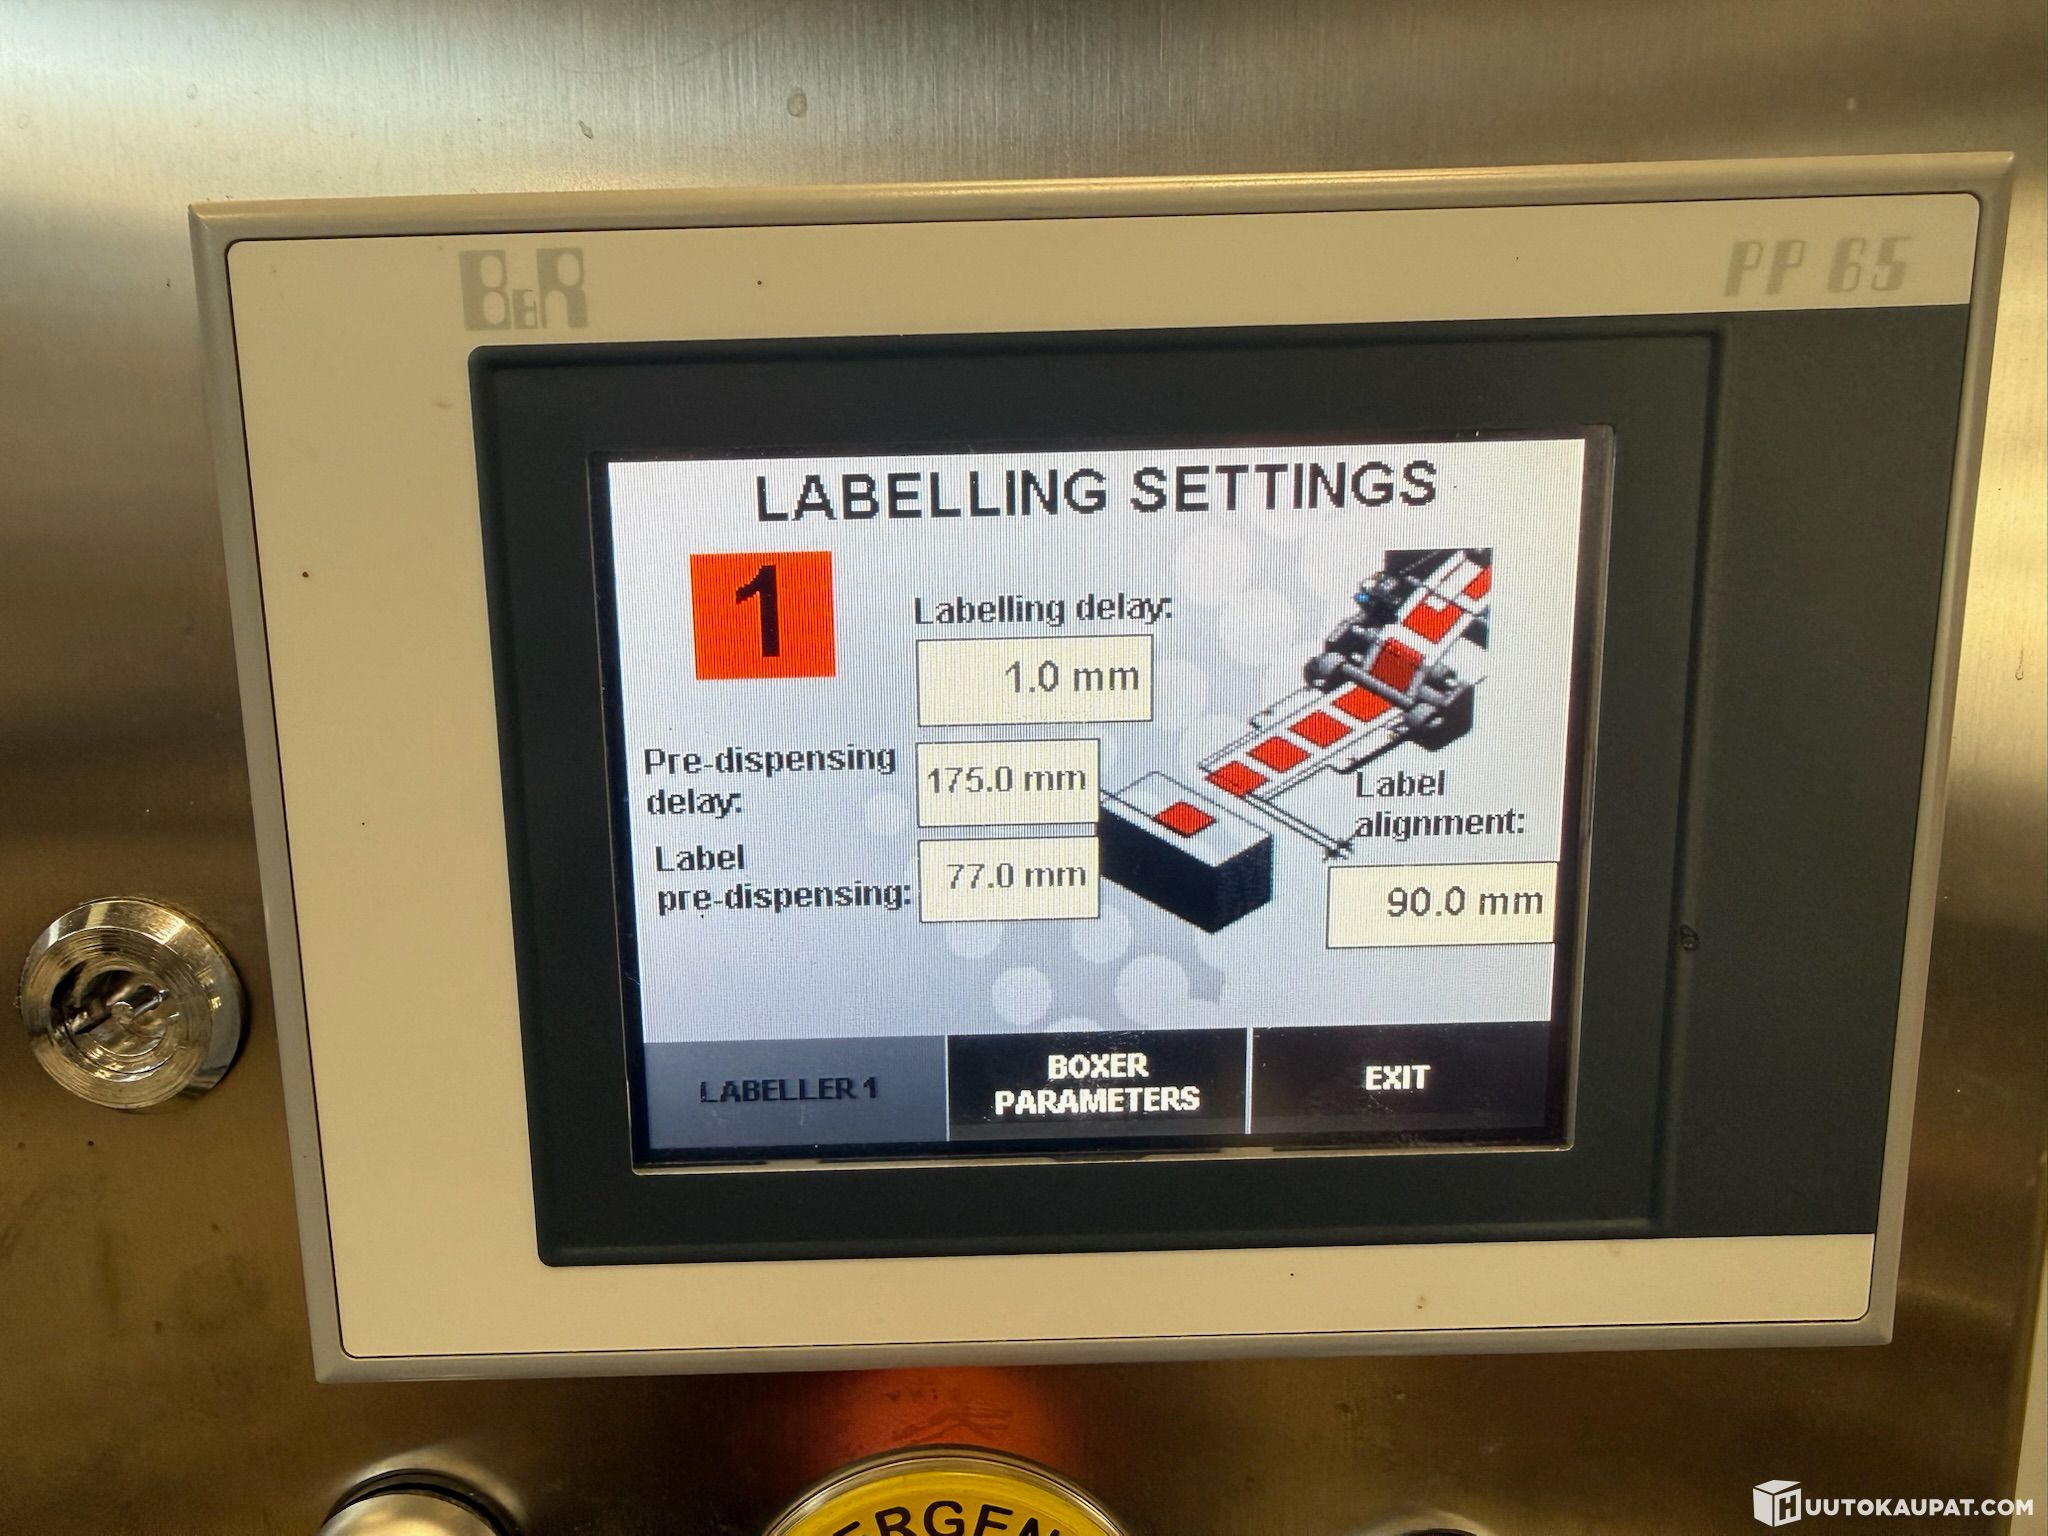 B&R
PP 65
LABELLING SETTINGS
1
Labelling delay:
1.0 mm
Pre-dispensing
delay:
175.0 mm
Label
pre-dispensing:
77.0 mm
Label
alignment:
90.0 mm
LABELLER 1
BOXER
PARAMETERS
EXIT
ERGEN
HUUTOKAUPAT.COM